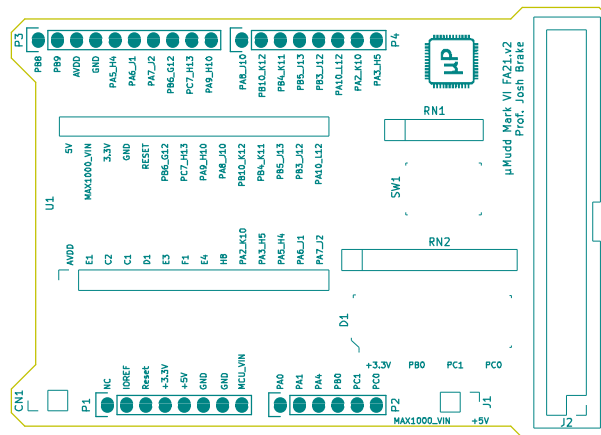 P3
PB8
PB9
AVDD
GND
PA5_H4
PA6_J1
PA7_J2
PB6_G12
PC7_H13
PA9_H10
PA8_J10
PB10_K12
PB4_K11
PB5_J13
PB3_J12
PA10_L12
PA2_K10
PA3_H5
P4
µP
µMudd Mark VI FA21.v2
Prof. Josh Brake
RN1
5V
MAX1000_VIN
3.3V
GND
RESET
PB6_G12
PC7_H13
PA9_H10
PA8_J10
PB10_K12
PB4_K11
PB5_J13
PB3_J12
PA10_L12
SW1
U1
AVDD
E1
C2
C1
D1
E3
F1
E4
H8
PA2_K10
PA3_H5
PA5_H4
PA6_J1
PA7_J2
RN2
D1
+3.3V PB0 PC1 PC0
CN1
P1
NC
IOREF
Reset
+3.3V
+5V
GND
GND
MCU_VIN
PA0
PA1
PA4
PB0
PC1
PC0
P2
J1
MAX1000_VIN +5V
J2